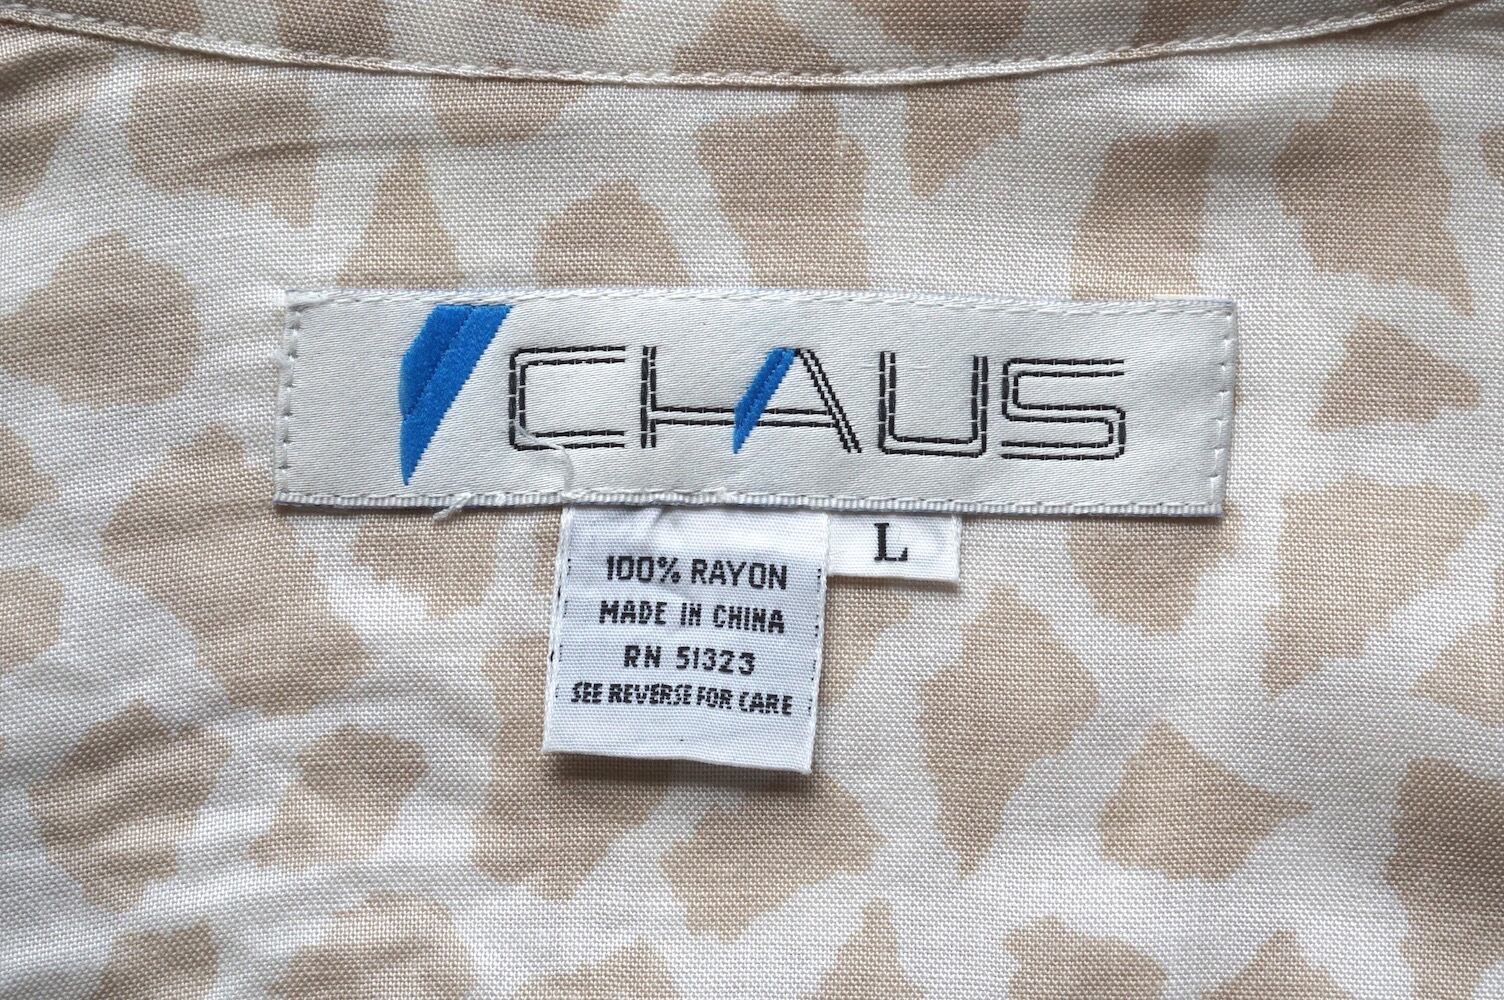 CHAUS
L
100% RAYON
MADE IN CHINA
RN 51323
SEE REVERSE FOR CARE